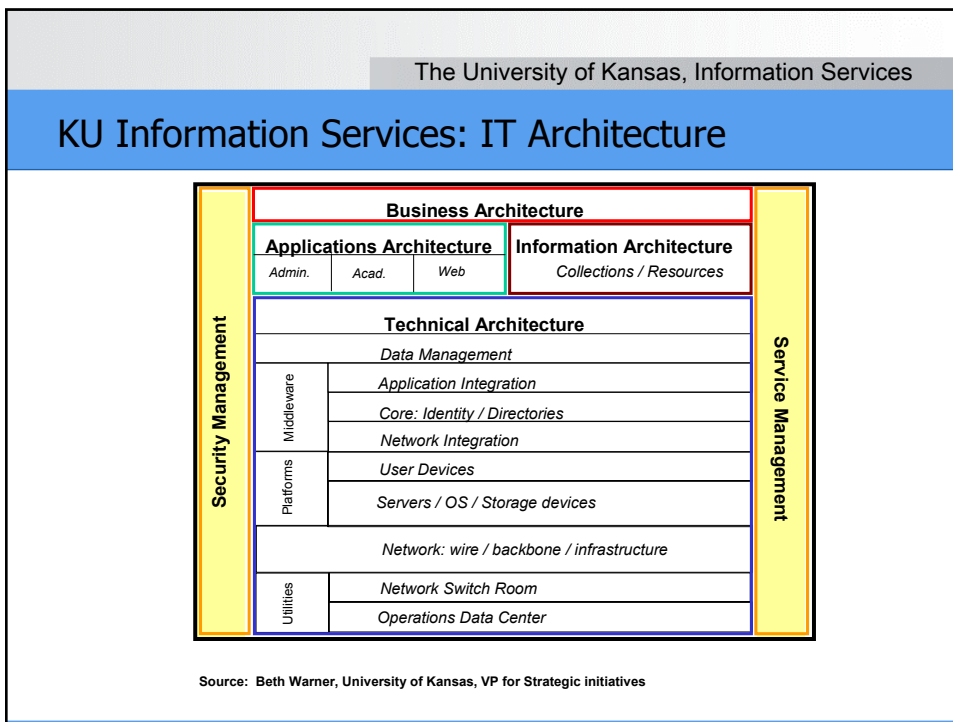 The University of Kansas, Information Services
KU Information Services: IT Architecture
Security Management
Business Architecture
Applications Architecture
Admin.
Acad.
Web
Information Architecture
Collections / Resources
Technical Architecture
Data Management
Middleware
Application Integration
Core: Identity / Directories
Network Integration
Platforms
User Devices
Servers / OS / Storage devices
Network: wire / backbone / infrastructure
Utilities
Network Switch Room
Operations Data Center
Service Management
Source: Beth Warner, University of Kansas, VP for Strategic initiatives